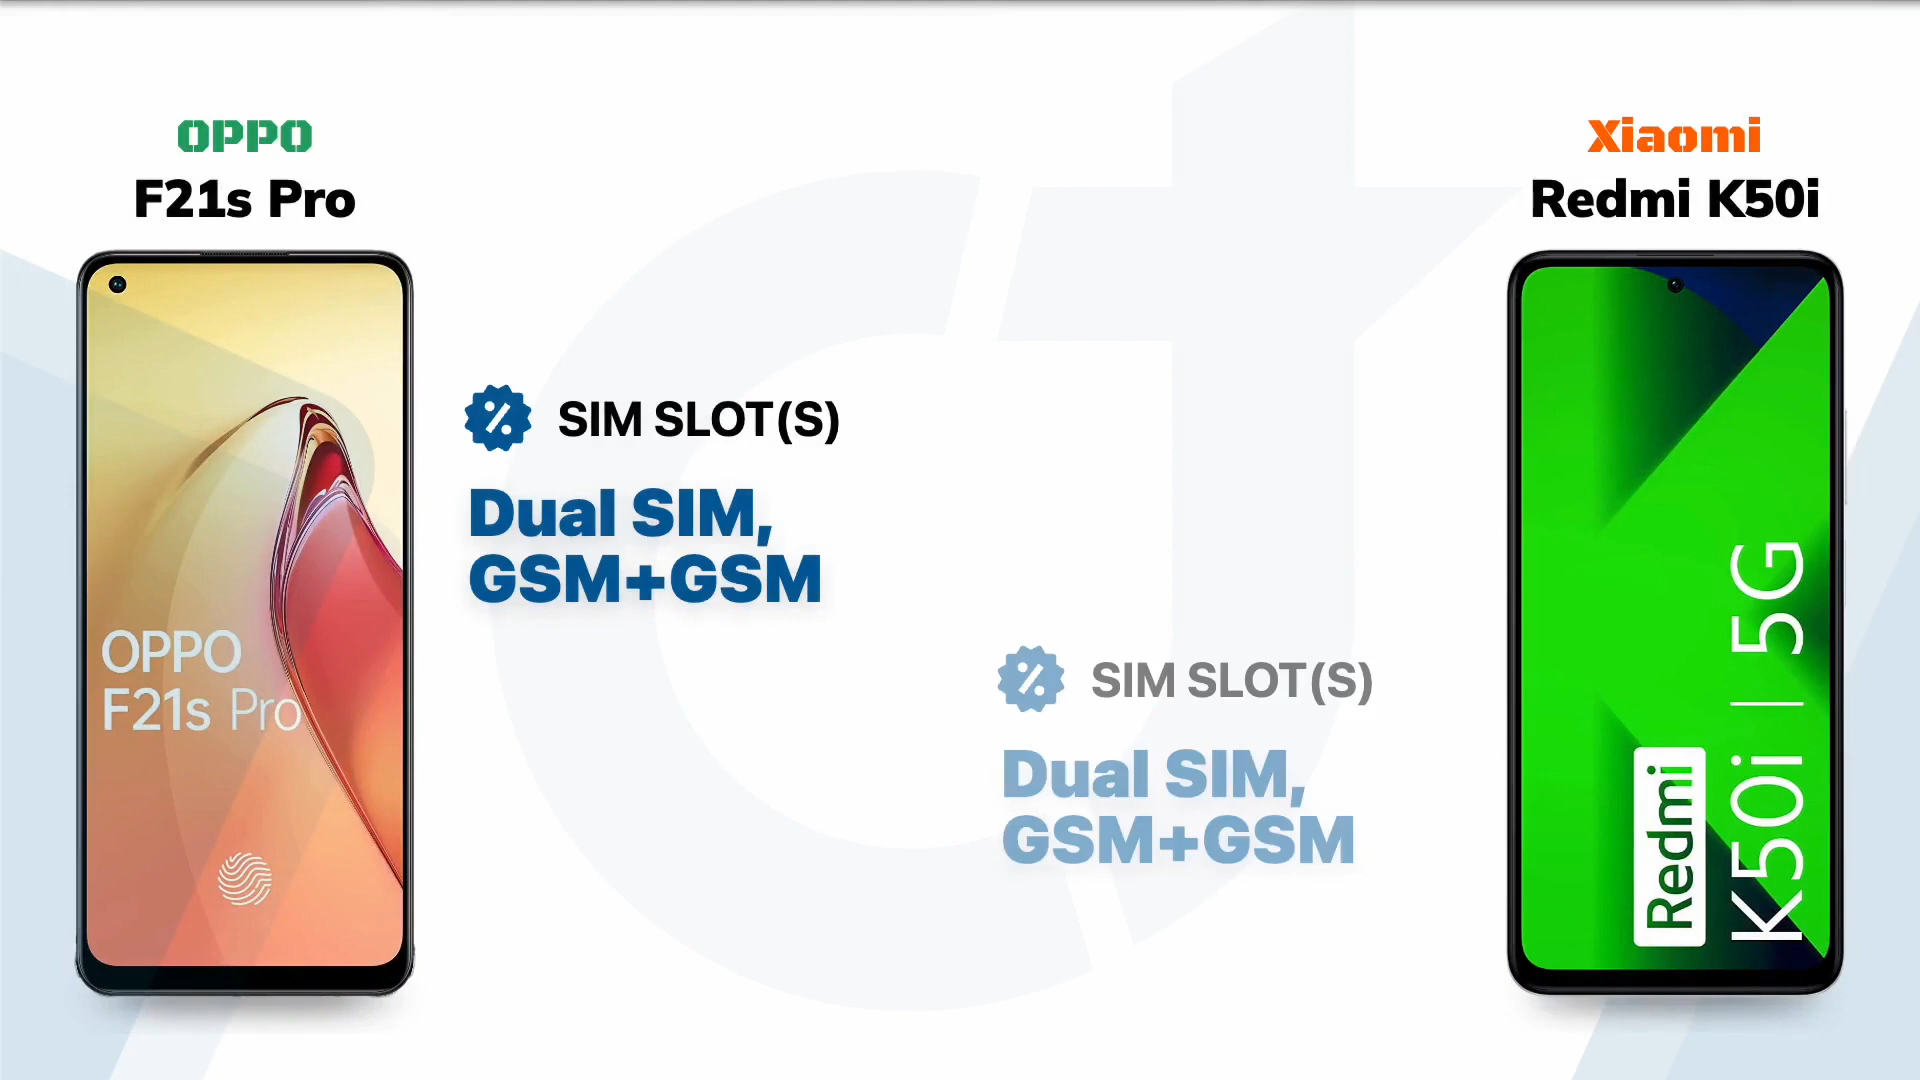 OPPO
F21s Pro
Xiaomi
Redmi K50i
SIM SLOT(S)
Dual SIM,
GSM+GSM
SIM SLOT(S)
Dual SIM,
GSM+GSM
OPPO
F21s Pro
Redmi
K50i | 5G